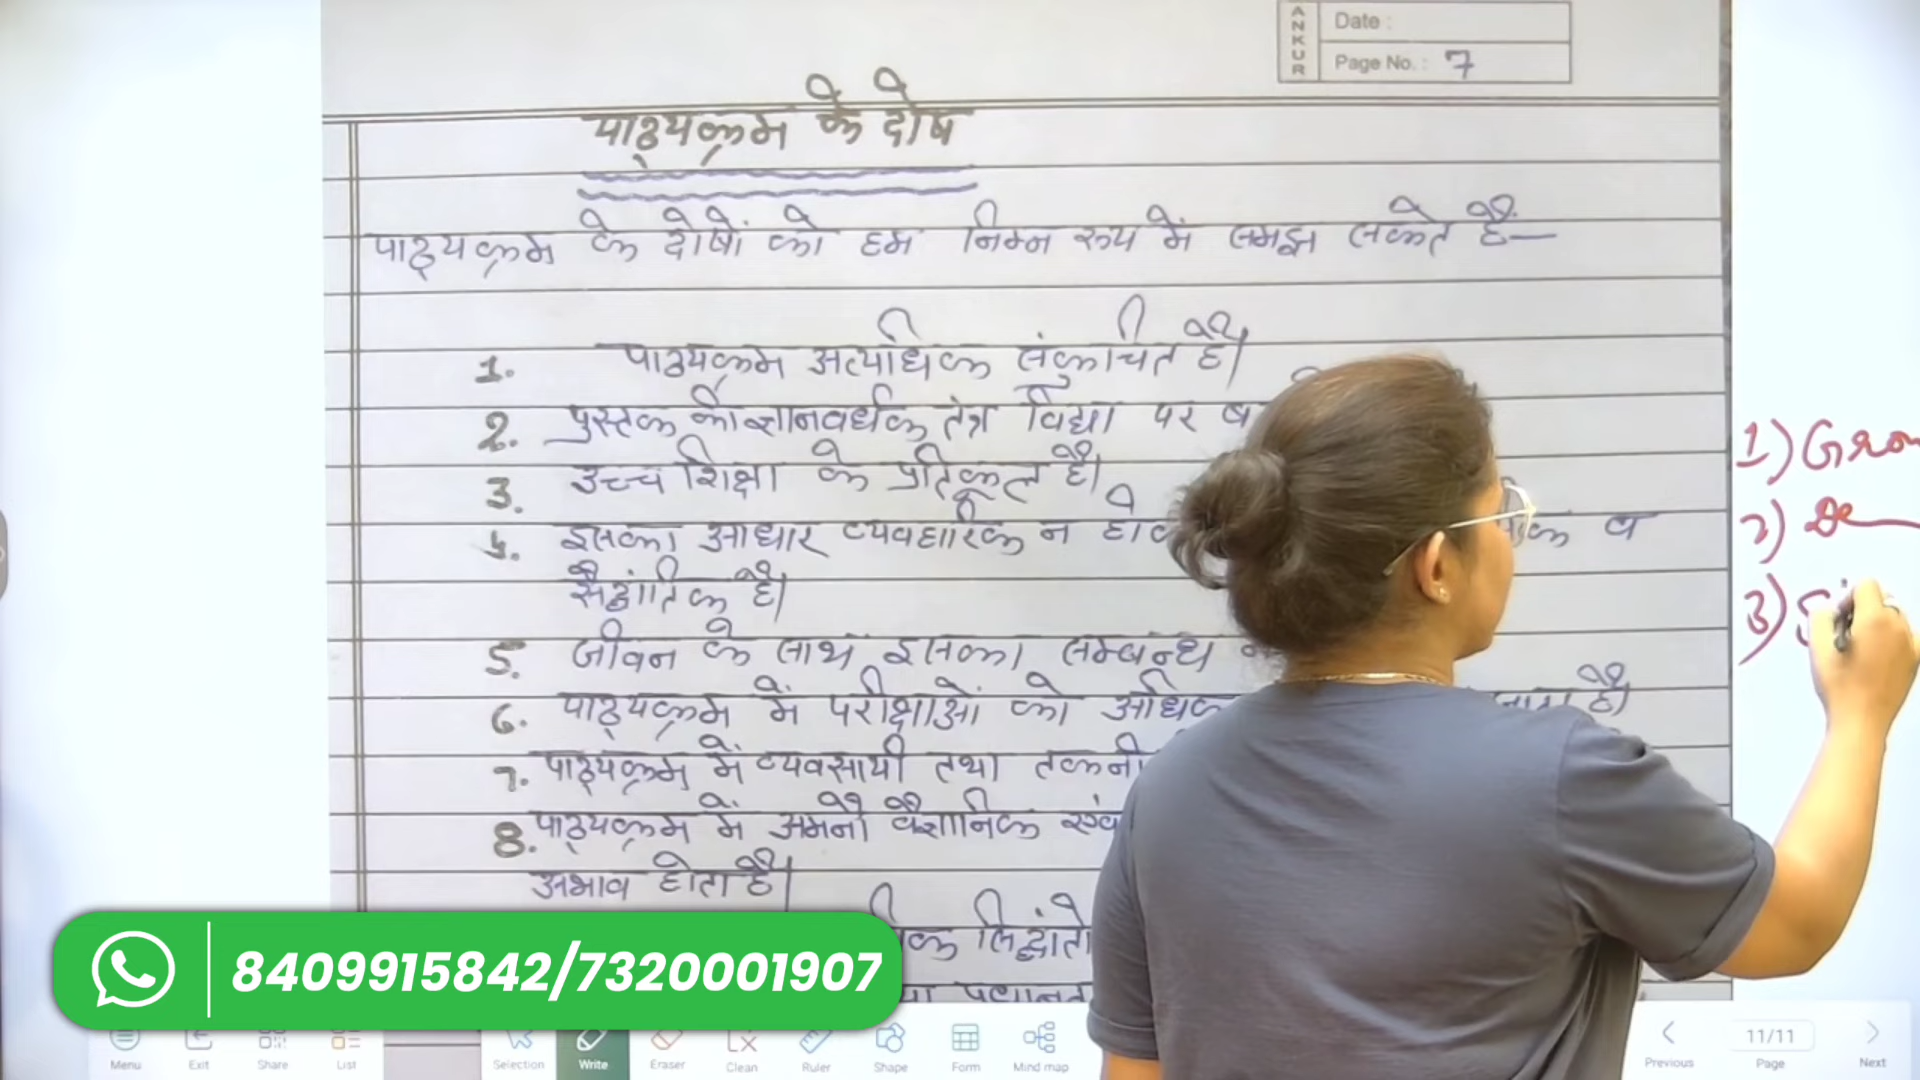 ANKUR
Date :
Page No. : 7
पाठ्यक्रम के दोष
पाठ्यक्रम के दोषों को हम निम्न रूप में समझ सकते हैं—
1. पाठ्यक्रम अत्यधिक संकुचित है।
2. पुस्तक की ज्ञानवर्धक तंत्र विद्या पर
3. उच्च शिक्षा के प्रतिकूल है।
4. इसका आधार व्यवहारिक न व
सैद्धांतिक है।
5. जीवन के साथ इसका सम्बन्ध
6. पाठ्यक्रम में परीक्षाओं को है।
7. पाठ्यक्रम में व्यवसायी तथा
8. पाठ्यक्रम में अमनो वैज्ञानिक
अभाव होता है।
1)
2)
3)
8409915842/7320001907
Menu Exit Share List Selection Write Eraser Clean Ruler Shape Form Mind map Previous 11/11 Page Next